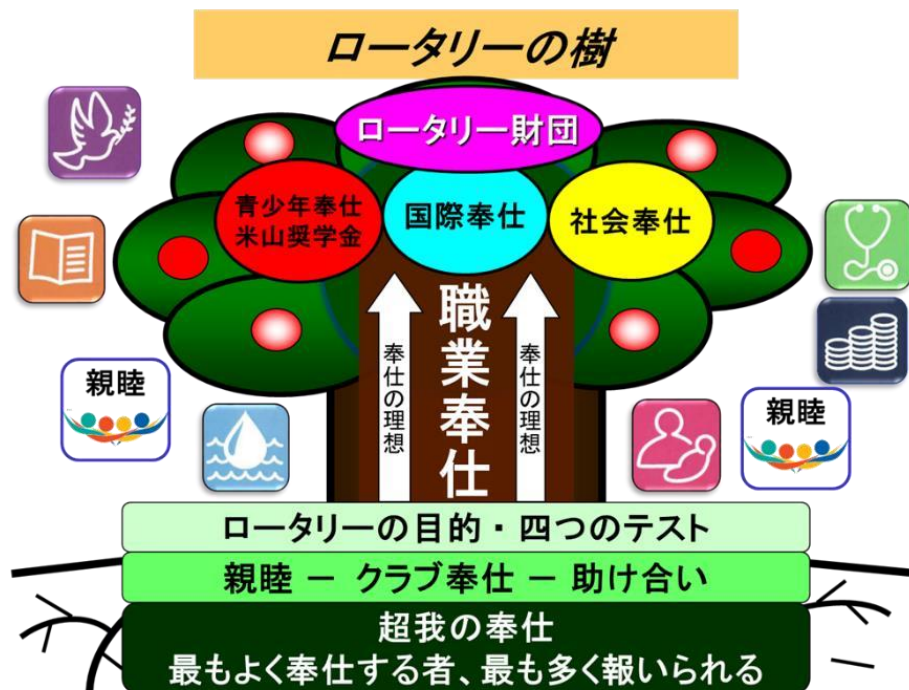 ロータリーの樹
ロータリー財団
青少年奉仕
米山奨学金
国際奉仕
社会奉仕
職業奉仕
奉仕の理想
奉仕の理想
親睦
親睦
ロータリーの目的・四つのテスト
親睦 − クラブ奉仕 − 助け合い
超我の奉仕
最もよく奉仕する者、最も多く報いられる